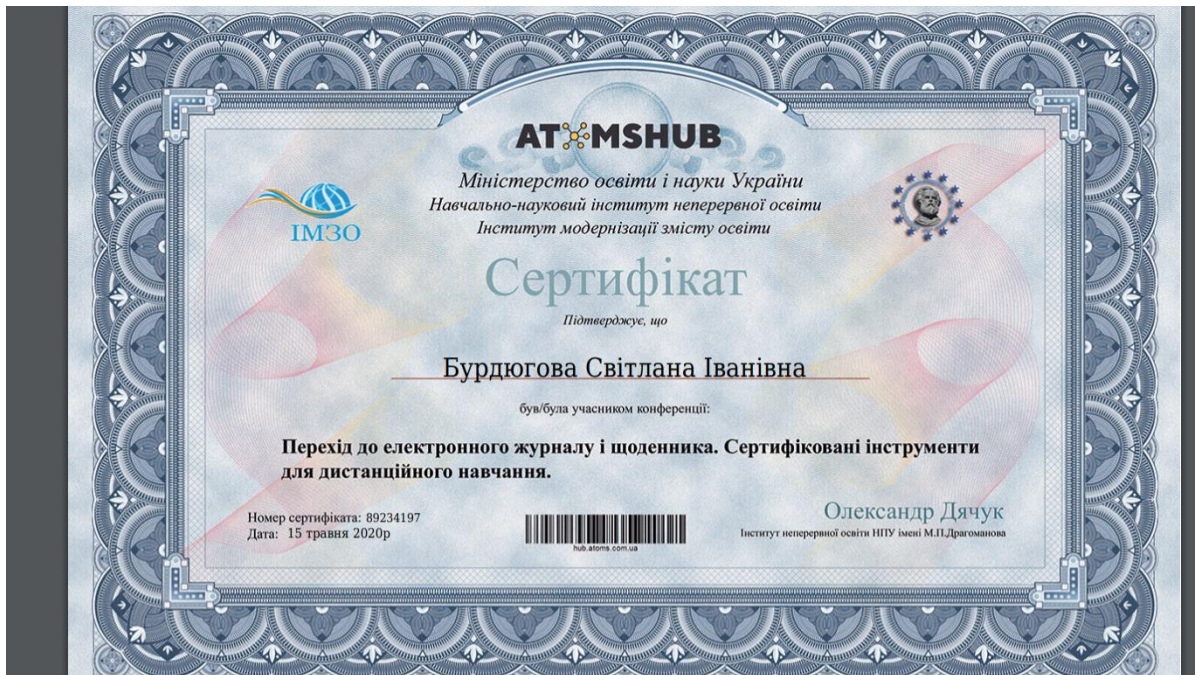 ATOMSHUB
Міністерство освіти і науки України
Навчально-науковий інститут неперервної освіти
Інститут модернізації змісту освіти
ІМЗО
Сертифікат
Підтверджує, що
Бурдюгова Світлана Іванівна
був/була учасником конференції:
Перехід до електронного журналу і щоденника. Сертифіковані інструменти
для дистанційного навчання.
Номер сертифіката: 89234197
Дата: 15 травня 2020р
hub.atoms.com.ua
Олександр Дячук
Інститут неперервної освіти НПУ імені М.П.Драгоманова